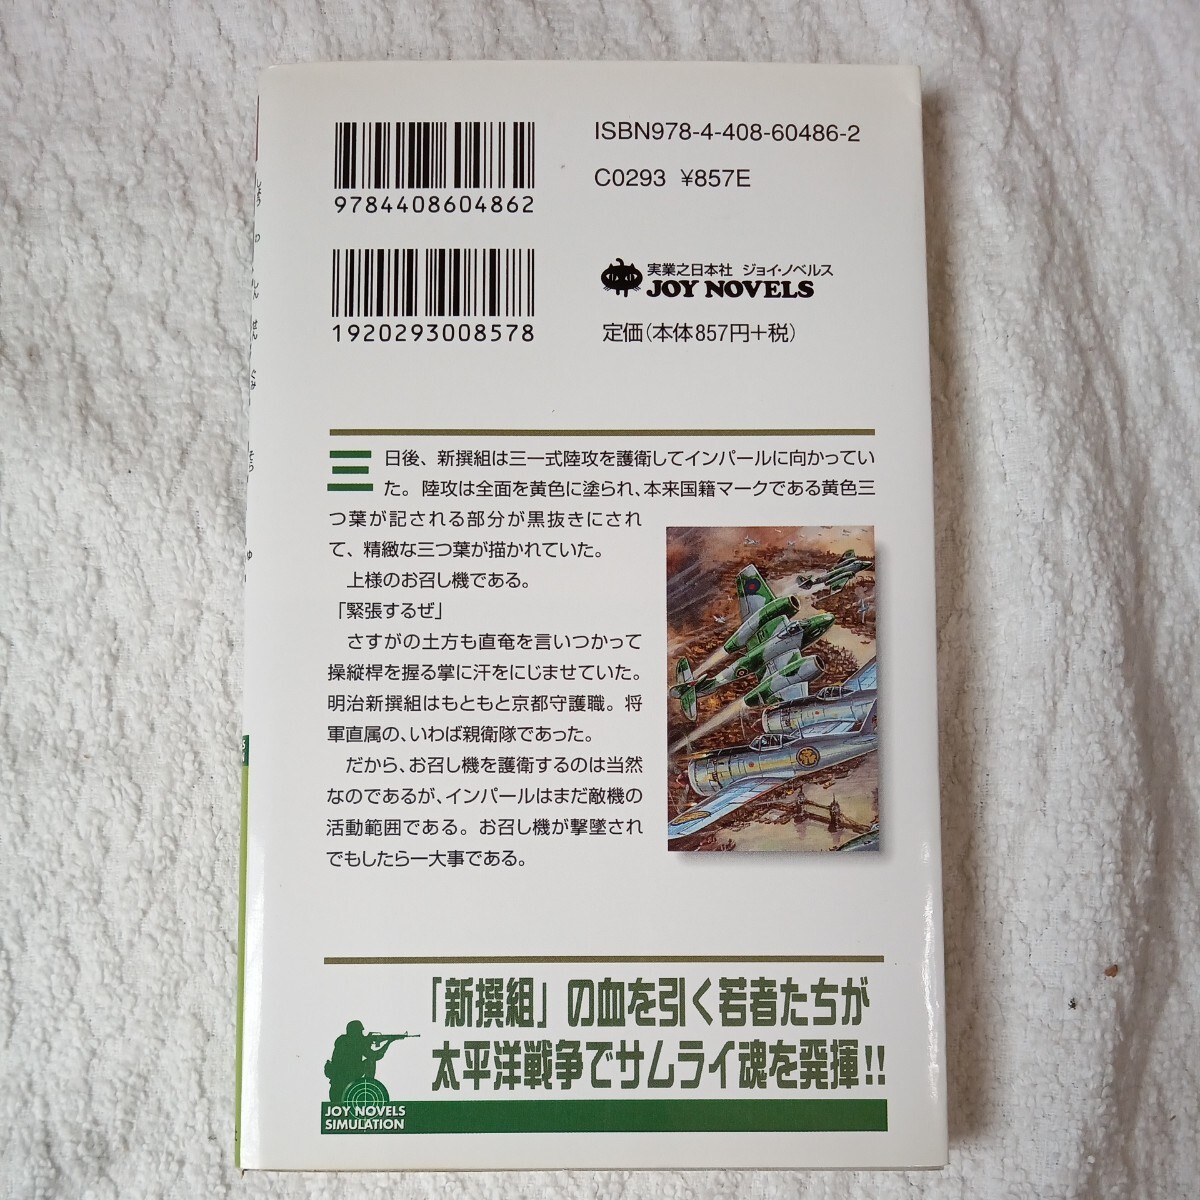 ISBN978-4-408-60486-2
C0293 ¥857E
9784408604862
1920293008578
実業之日本社 ジョイ・ノベルス
JOY NOVELS
定価(本体857円+税)
三日後、新撰組は三一式陸攻を護衛してインパールに向かってい
た。陸攻は全面を黄色に塗られ、本来国籍マークである黄色三
つ葉が記される部分が黒抜きにされ
て、精緻な三つ葉が描かれていた。
上様のお召し機である。
「緊張するぜ」
さすがの土方も直奄を言いつかって
操縦桿を握る掌に汗をにじませていた。
明治新撰組はもともと京都守護職。将
軍直属の、いわば親衛隊であった。
だから、お召し機を護衛するのは当然
なのであるが、インパールはまだ敵機の
活動範囲である。お召し機が撃墜され
でもしたら一大事である。
「新撰組」の血を引く若者たちが
太平洋戦争でサムライ魂を発揮!!
JOY NOVELS
SIMULATION